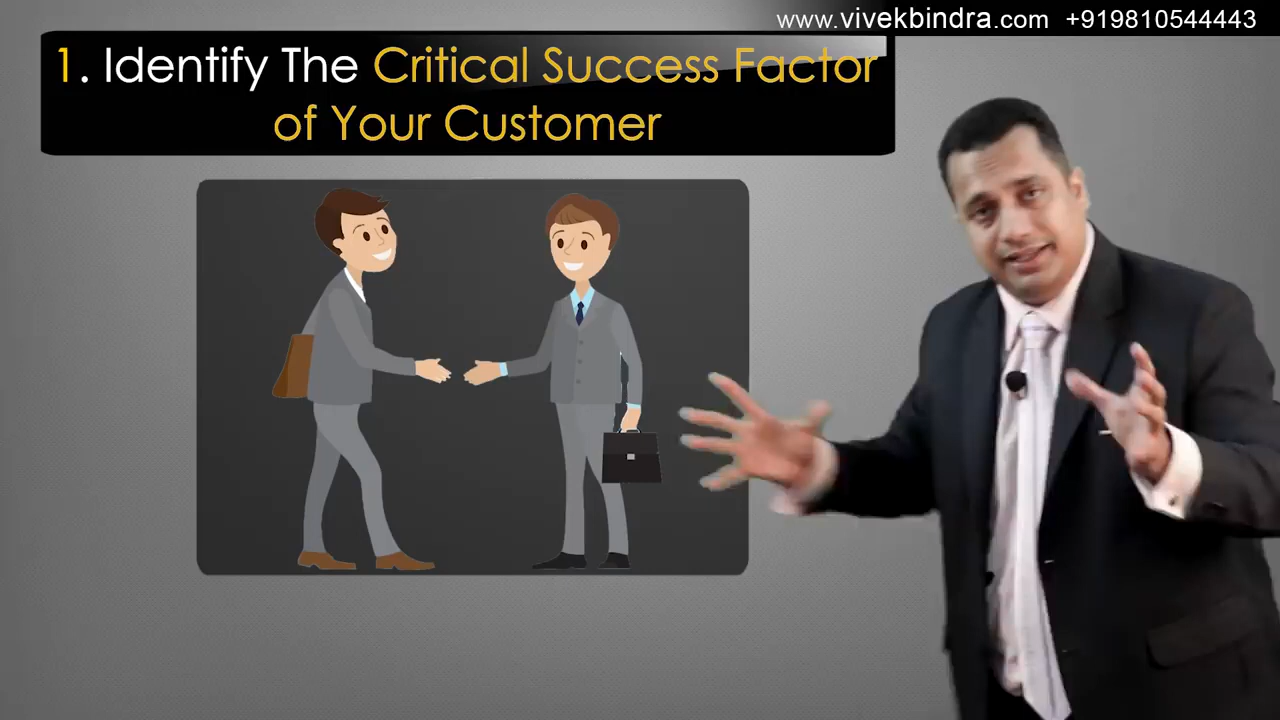 www.vivekbindra.com +919810544443
1. Identify The Critical Success Factor
of Your Customer